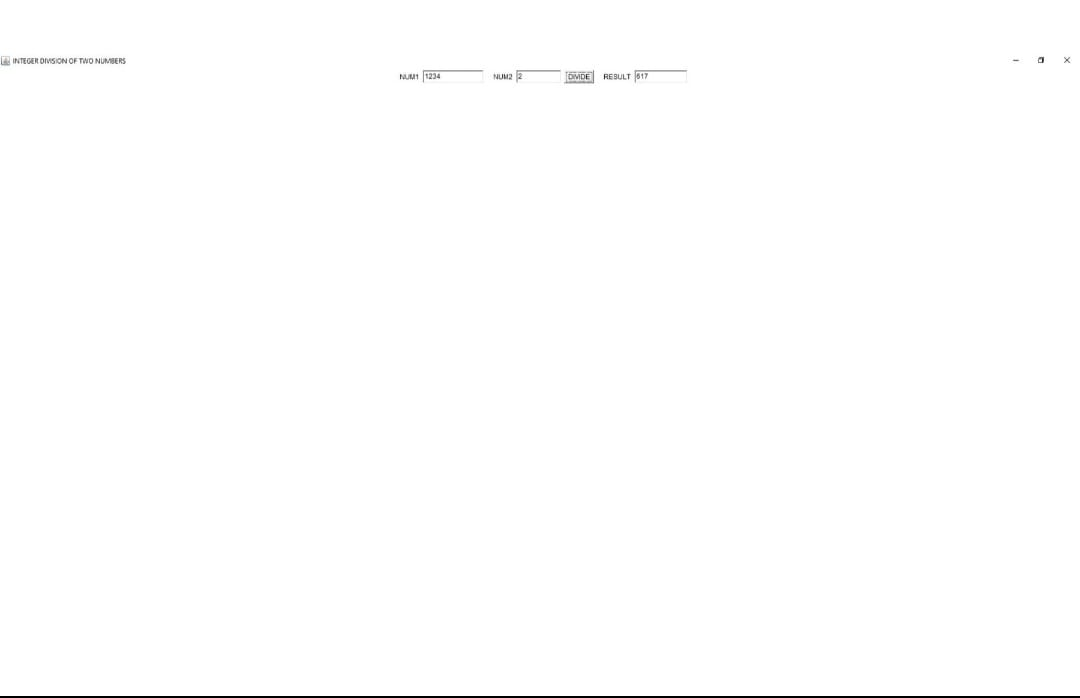 INTEGER DIVISION OF TWO NUMBERS
NUM1 1234 NUM2 2 DIVIDE RESULT 617